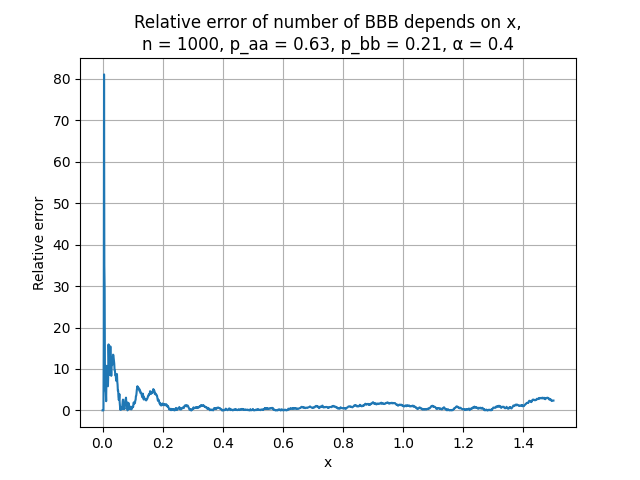 Relative error of number of BBB depends on x,
n = 1000, p_aa = 0.63, p_bb = 0.21, α = 0.4
80
70
60
50
40
30
20
10
0
Relative error
0.0 0.2 0.4 0.6 0.8 1.0 1.2 1.4
x